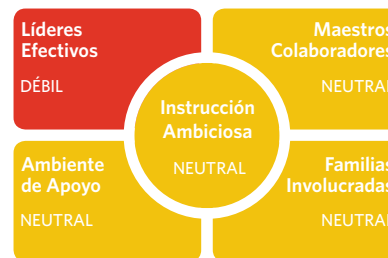 Líderes
Efectivos
DÉBIL
Maestros
Colaboradores
NEUTRAL
Instrucción
Ambiciosa
NEUTRAL
Ambiente
de Apoyo
NEUTRAL
Familias
Involucradas
NEUTRAL